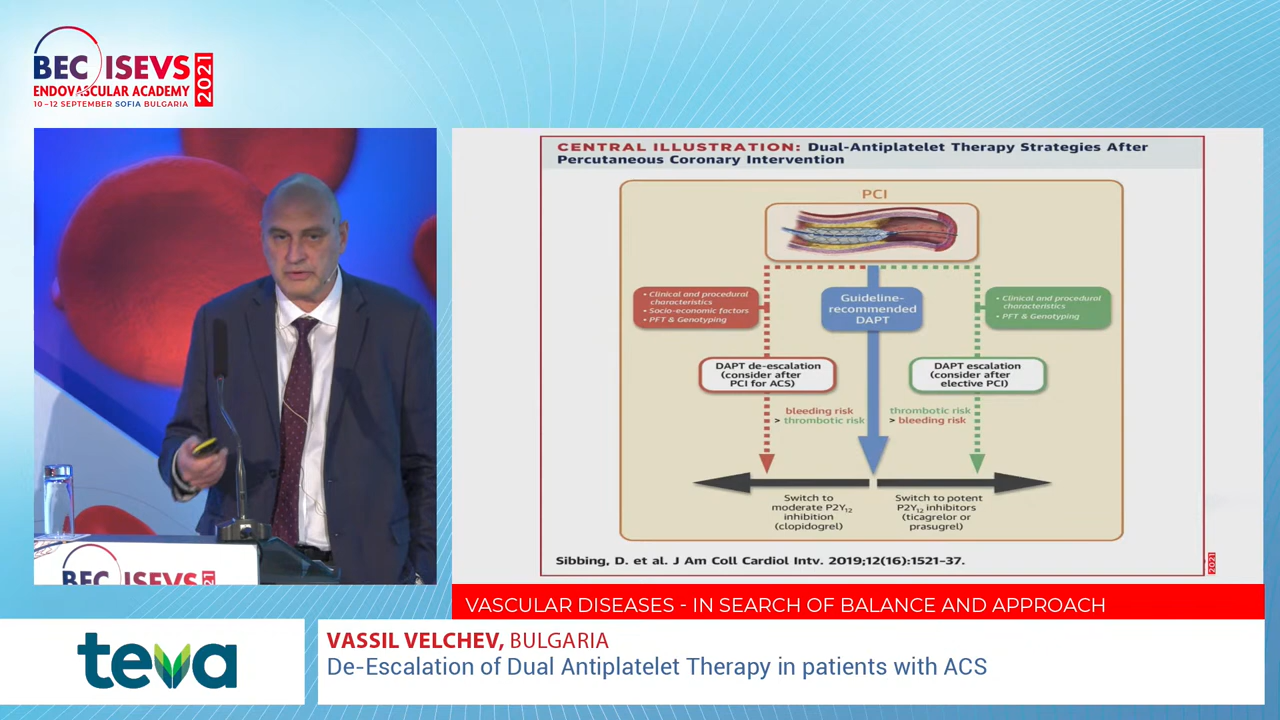 BEC ISEVS
ENDOVASCULAR ACADEMY
10-12 SEPTEMBER SOFIA BULGARIA
2021
CENTRAL ILLUSTRATION: Dual-Antiplatelet Therapy Strategies After
Percutaneous Coronary Intervention
PCI
• Clinical and procedural
characteristics
• Socio-economic factors
• PFT & Genotyping
Guideline-
recommended
DAPT
• Clinical and procedural
characteristics
• PFT & Genotyping
DAPT de-escalation
(consider after
PCI for ACS)
DAPT escalation
(consider after
elective PCI)
bleeding risk
> thrombotic risk
thrombotic risk
> bleeding risk
Switch to
moderate P2Y12
inhibition
(clopidogrel)
Switch to potent
P2Y12 inhibitors
(ticagrelor or
prasugrel)
Sibbing, D. et al. J Am Coll Cardiol Intv. 2019;12(16):1521-37.
2021
BEC ISEVS
2021
VASCULAR DISEASES - IN SEARCH OF BALANCE AND APPROACH
teva
VASSIL VELCHEV, BULGARIA
De-Escalation of Dual Antiplatelet Therapy in patients with ACS